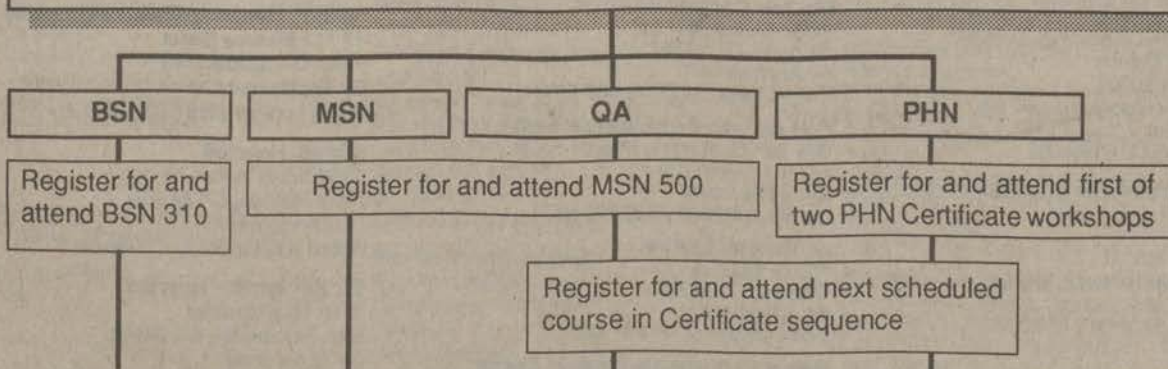 BSN
MSN
QA
PHN
Register for and
attend BSN 310
Register for and attend MSN 500
Register for and attend first of
two PHN Certificate workshops
Register for and attend next scheduled
course in Certificate sequence